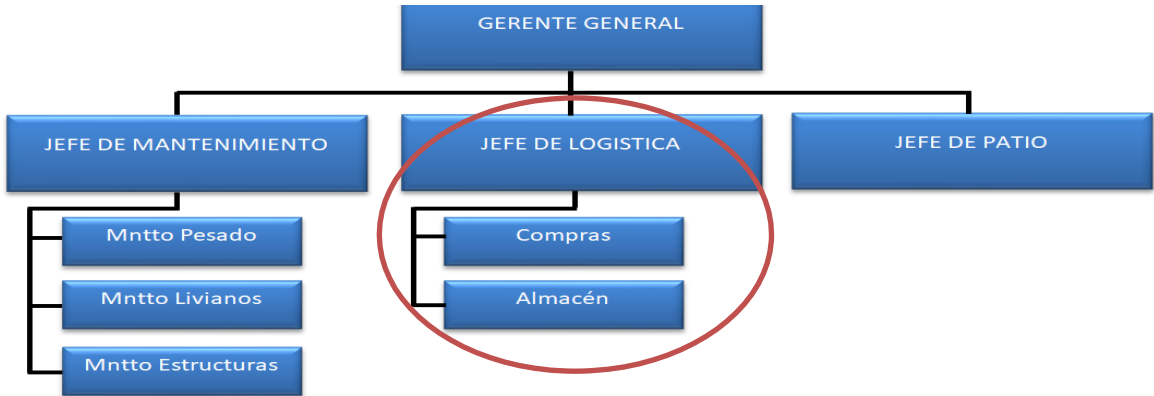 GERENTE GENERAL
JEFE DE MANTENIMIENTO
JEFE DE LOGISTICA
JEFE DE PATIO
Mntto Pesado
Mntto Livianos
Mntto Estructuras
Compras
Almacén